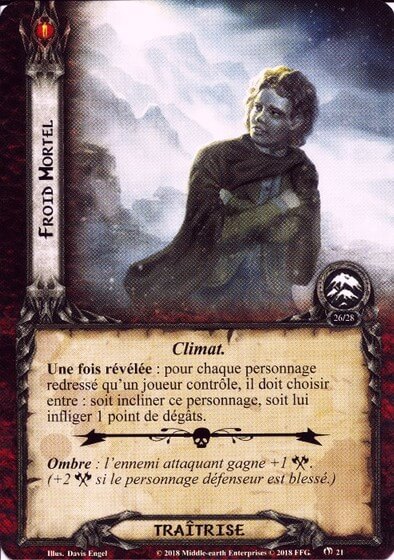 FROID MORTEL
26/28
Climat.
Une fois révélée : pour chaque personnage
redressé qu'un joueur contrôle, il doit choisir
entre : soit incliner ce personnage, soit lui
infliger 1 point de dégâts.
Ombre : l'ennemi attaquant gagne +1 .
(+2 si le personnage défenseur est blessé.)
TRAÎTRISE
Illus. Davis Engel © 2018 Middle-earth Enterprises © 2018 FFG. 21